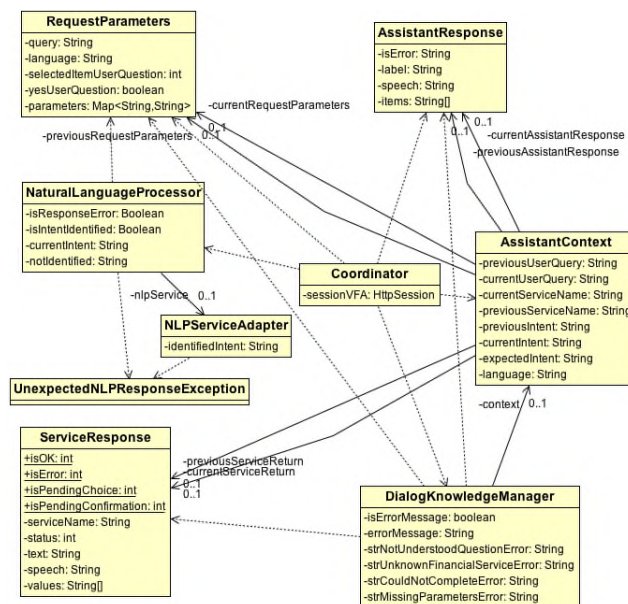 RequestParameters
-query: String
-language: String
-selectedItemUserQuestion: int
-yesUserQuestion: boolean
-parameters: Map<String,String>
AssistantResponse
-isError: String
-label: String
-speech: String
-items: String[]
-currentRequestParameters
0..1
0..1
-previousRequestParameters
0..1
0..1
-currentAssistantResponse
-previousAssistantResponse
NaturalLanguageProcessor
-isResponseError: Boolean
-isIntentIdentified: Boolean
-currentIntent: String
-notIdentified: String
Coordinator
-sessionVFA: HttpSession
AssistantContext
-previousUserQuery: String
-currentUserQuery: String
-currentServiceName: String
-previousServiceName: String
-previousIntent: String
-currentIntent: String
-expectedIntent: String
-language: String
-nlpService
0..1
NLPServiceAdapter
-identifiedIntent: String
UnexpectedNLPResponseException
-context
0..1
ServiceResponse
+isOK: int
+isError: int
+isPendingChoice: int
+isPendingConfirmation: int
-serviceName: String
-status: int
-text: String
-speech: String
-values: String[]
-previousServiceReturn
-currentServiceReturn
0..1
0..1
DialogKnowledgeManager
-isErrorMessage: boolean
-errorMessage: String
-strNotUnderstoodQuestionError: String
-strUnknownFinancialServiceError: String
-strCouldNotCompleteError: String
-strMissingParametersError: String